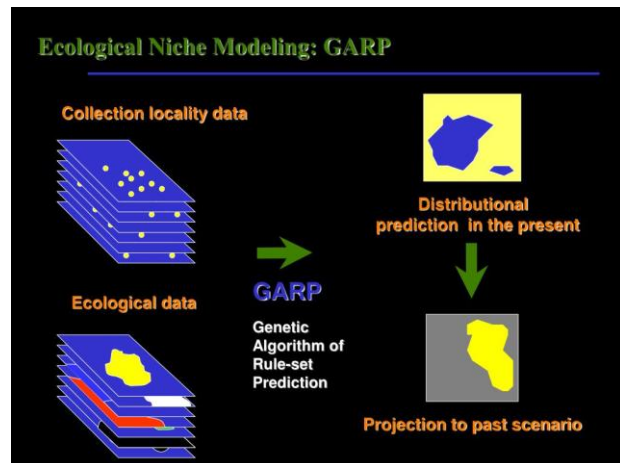 Ecological Niche Modeling: GARP
Collection locality data
Ecological data
GARP
Genetic
Algorithm of
Rule-set
Prediction
Distributional
prediction in the present
Projection to past scenario